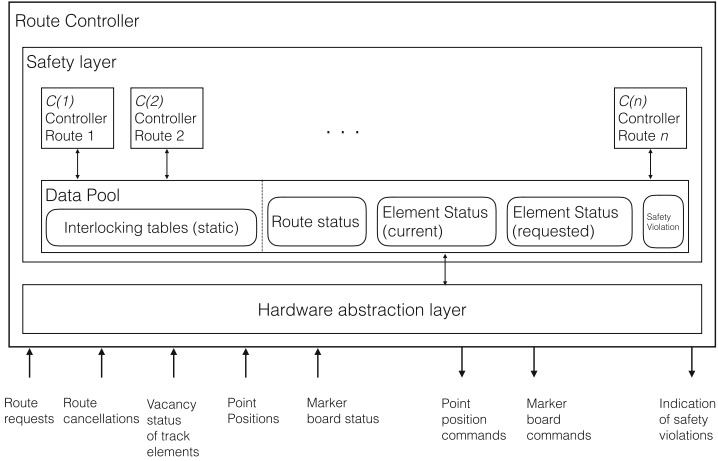 Route Controller
Safety layer
C(1)
Controller
Route 1
C(2)
Controller
Route 2
. . .
C(n)
Controller
Route n
Data Pool
Interlocking tables (static)
Route status
Element Status
(current)
Element Status
(requested)
Safety
Violation
Hardware abstraction layer
Route
requests
Route
cancellations
Vacancy
status
of track
elements
Point
Positions
Marker
board status
Point
position
commands
Marker
board
commands
Indication
of safety
violations